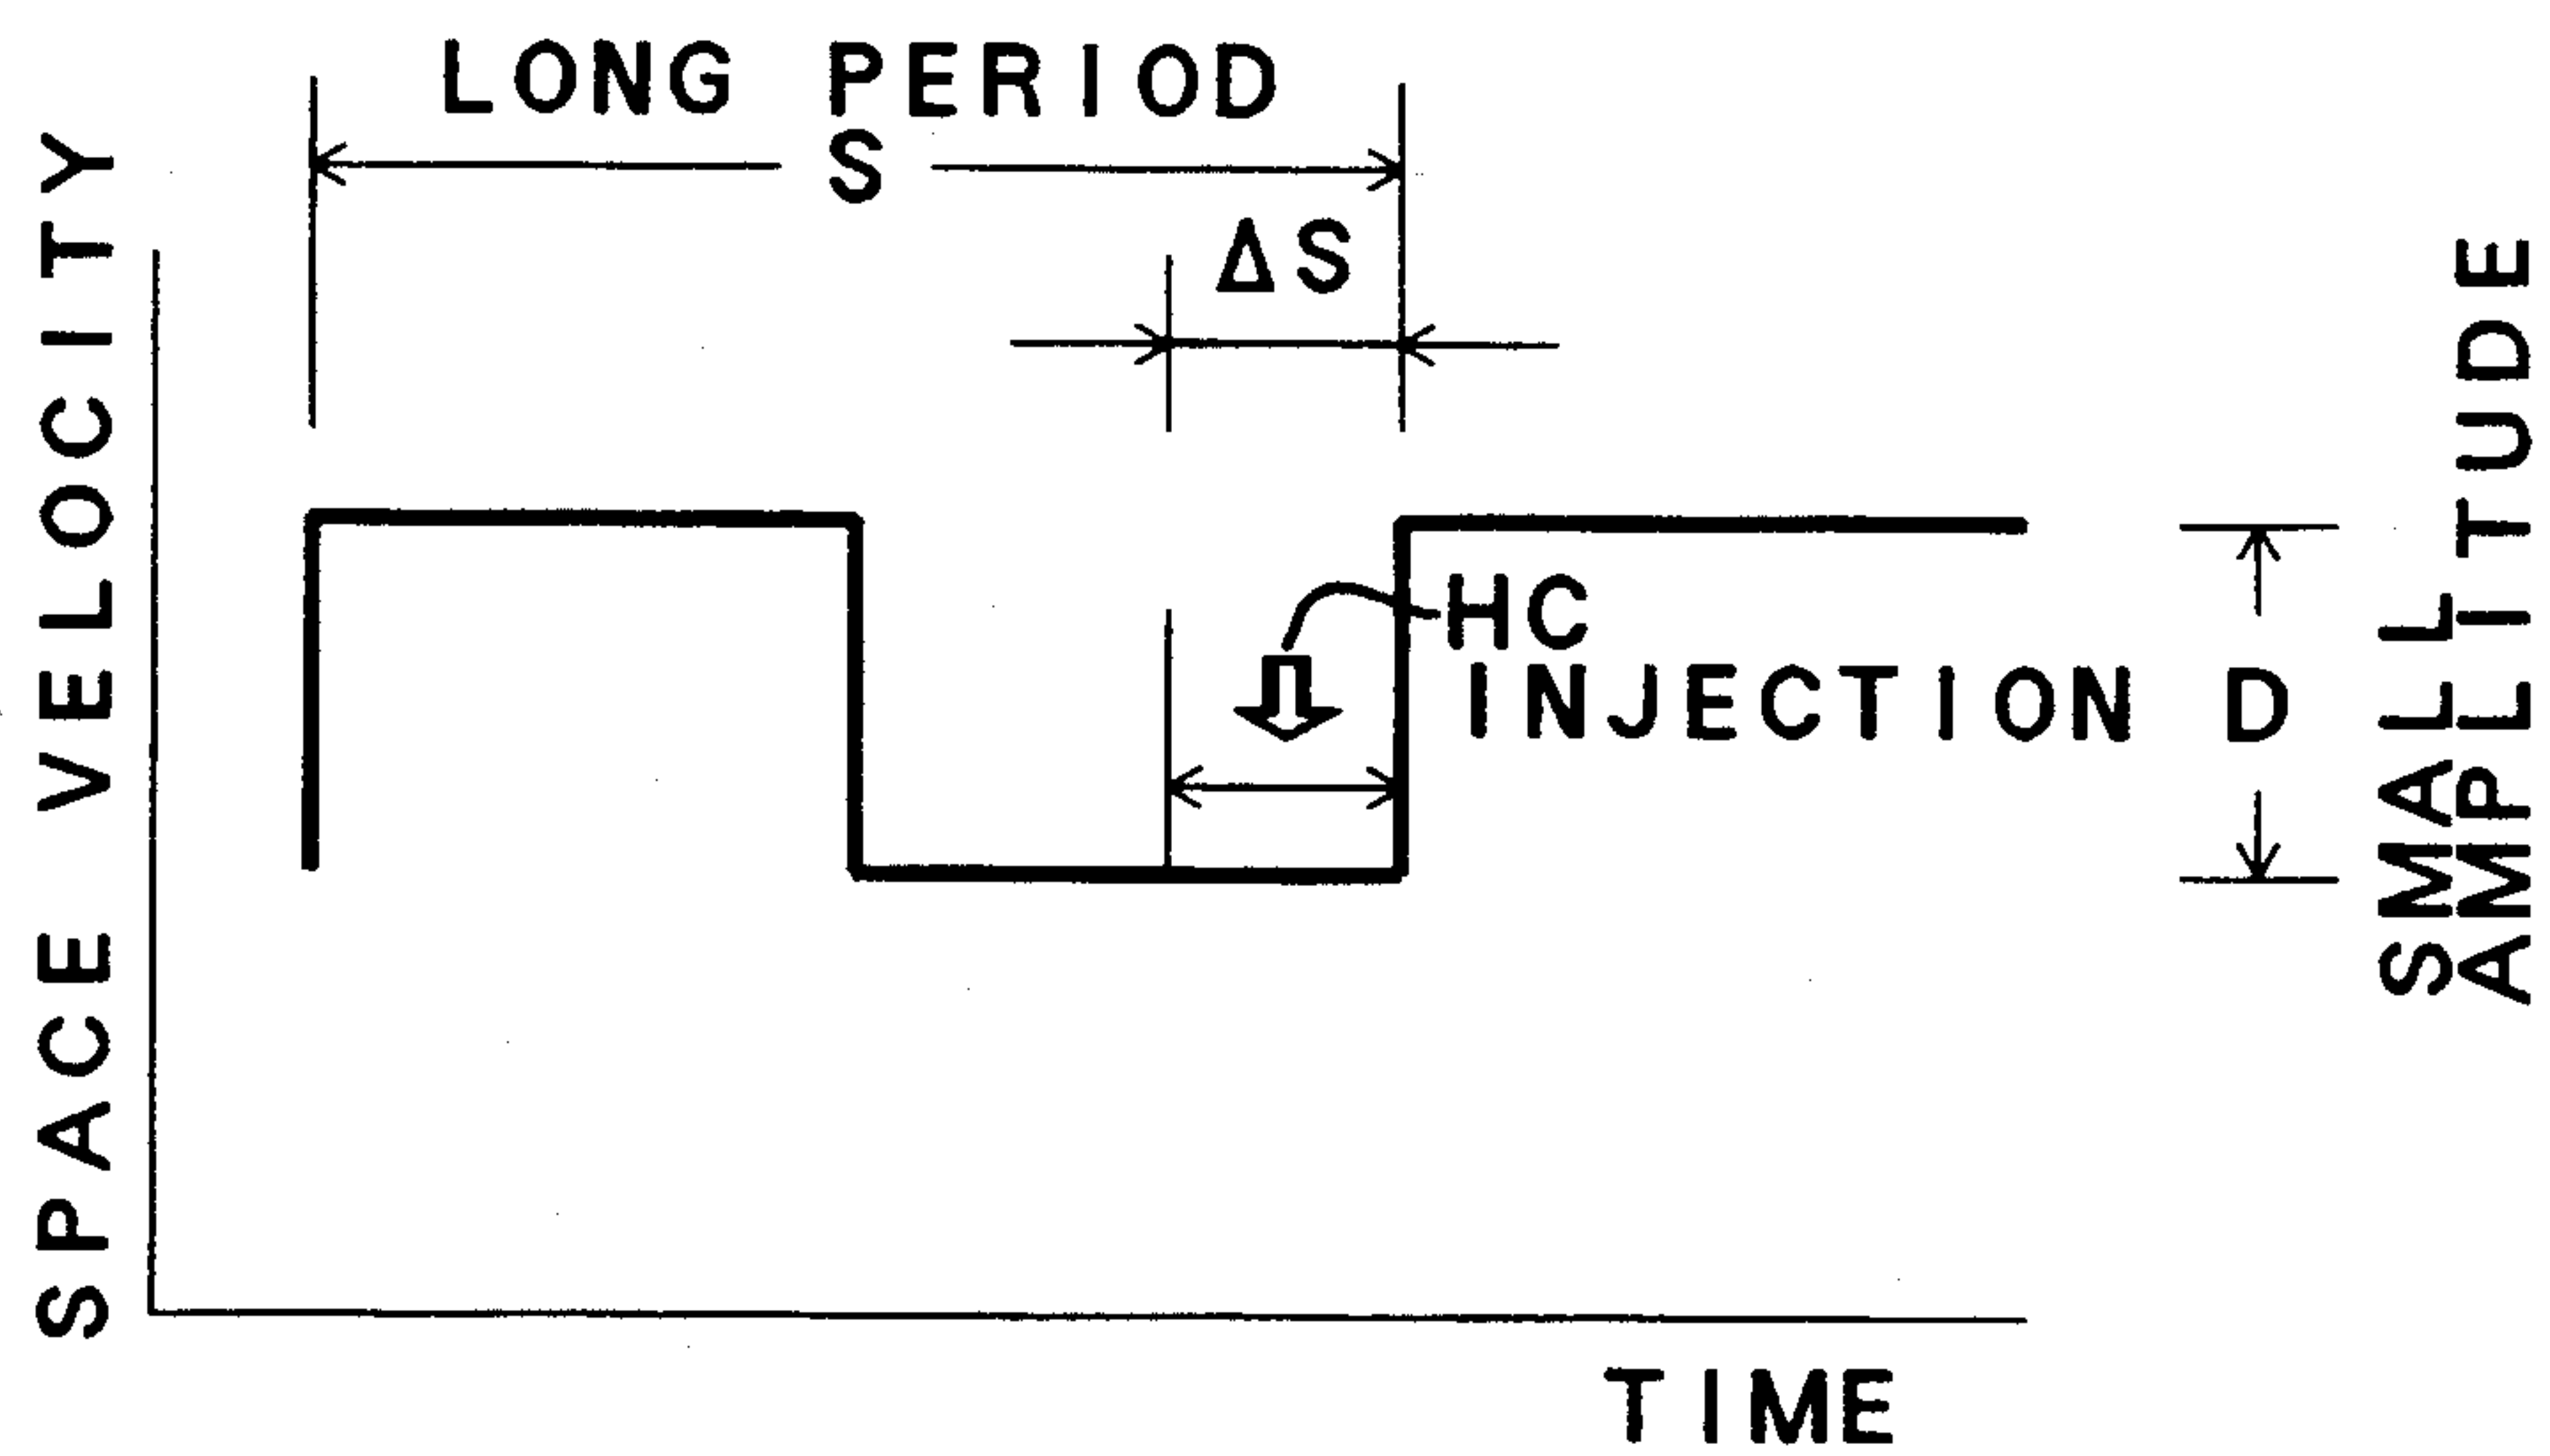 LONG PERIOD
S
ΔS
SPACE VELOCITY
HC
INJECTION
D
SMALL
AMPLITUDE
TIME